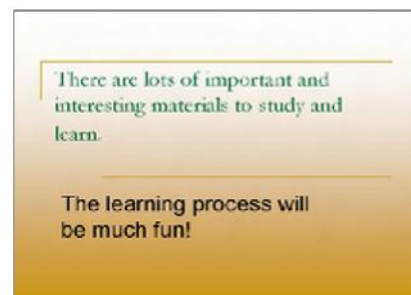 There are lots of important and
interesting materials to study and
learn.
The learning process will
be much fun!